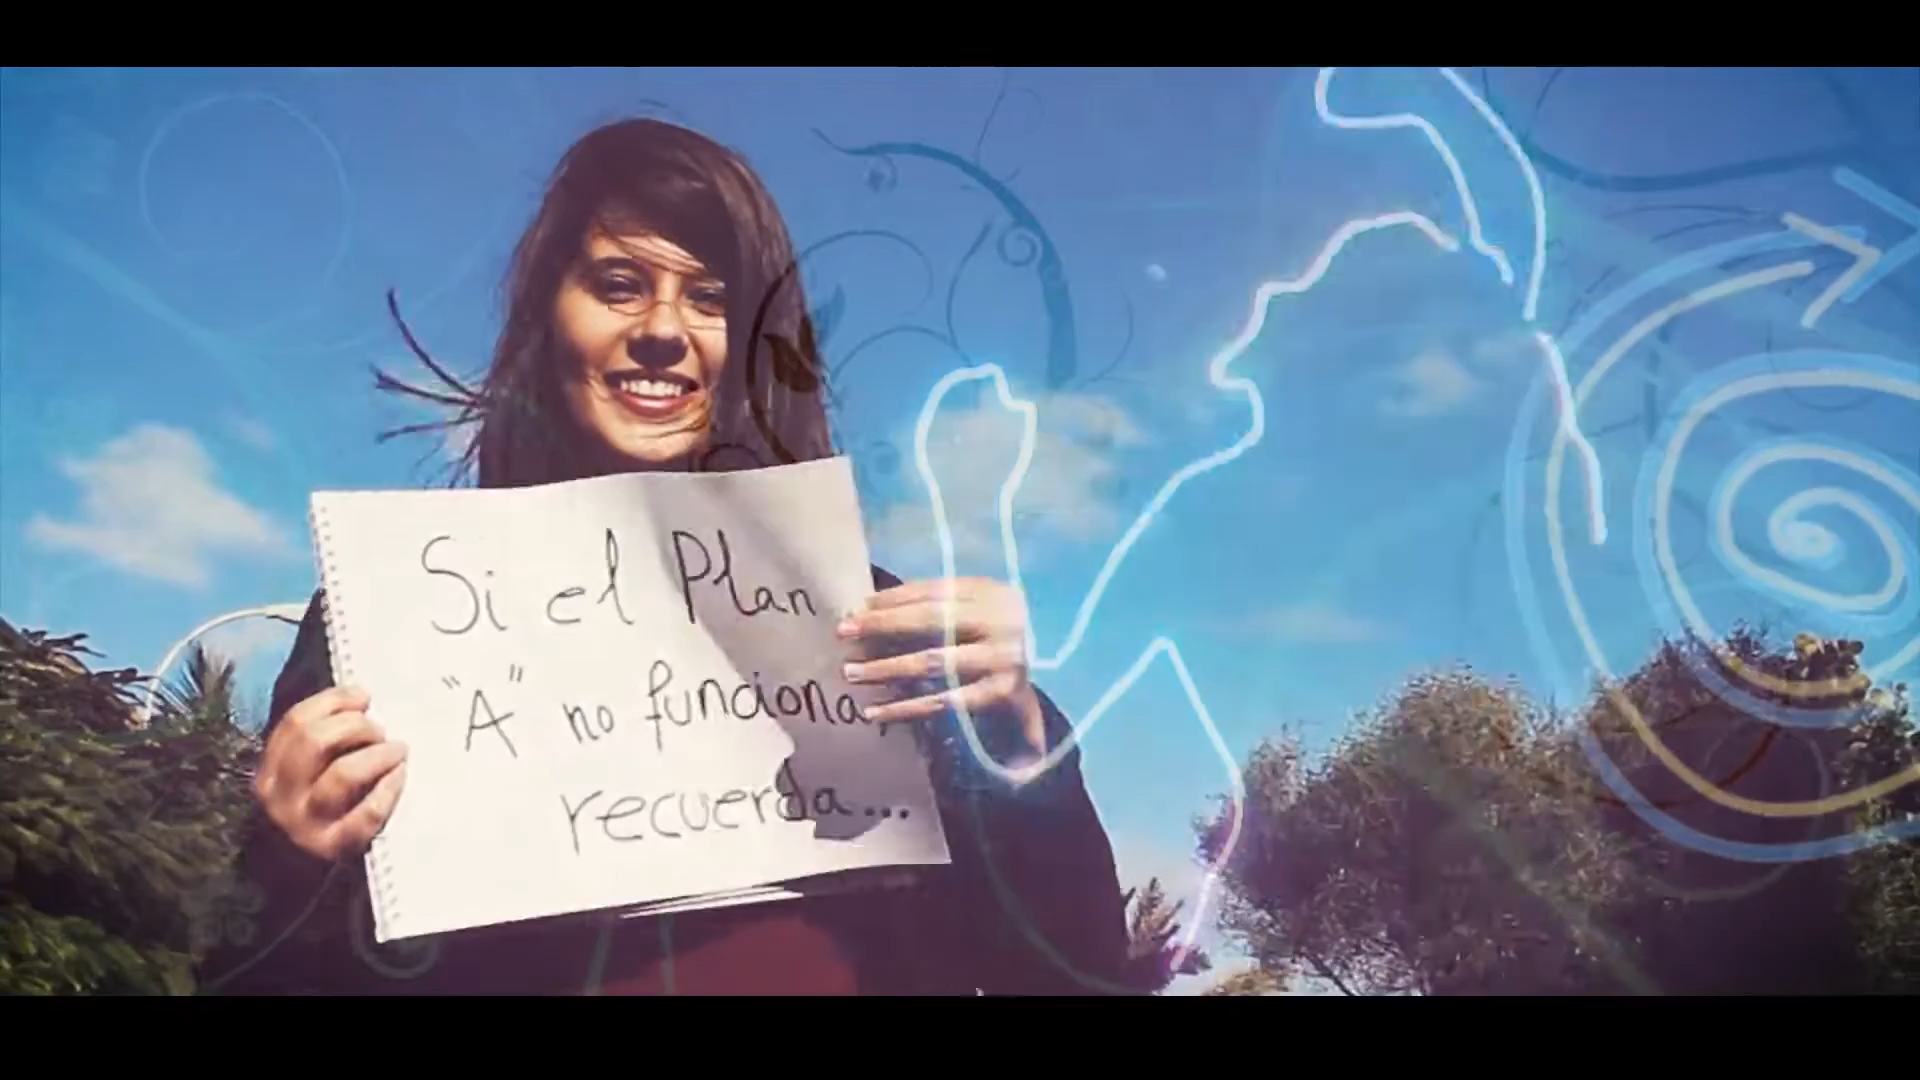 Si el Plan
"A" no funciona,
recuerda...